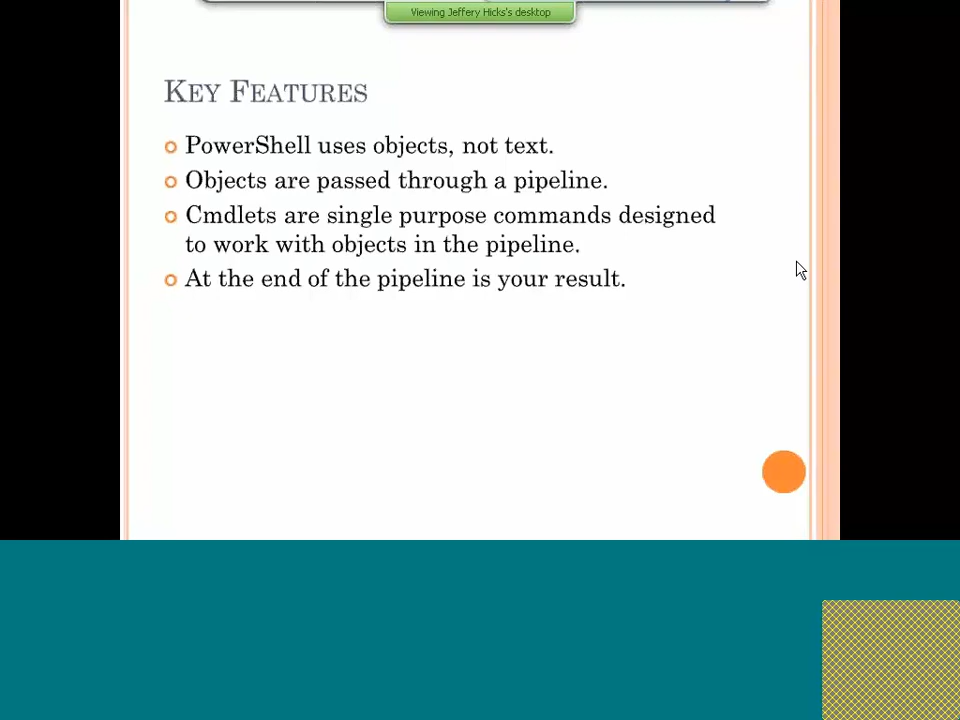 Viewing Jeffery Hicks's desktop
KEY FEATURES
PowerShell uses objects, not text.
Objects are passed through a pipeline.
Cmdlets are single purpose commands designed
to work with objects in the pipeline.
At the end of the pipeline is your result.